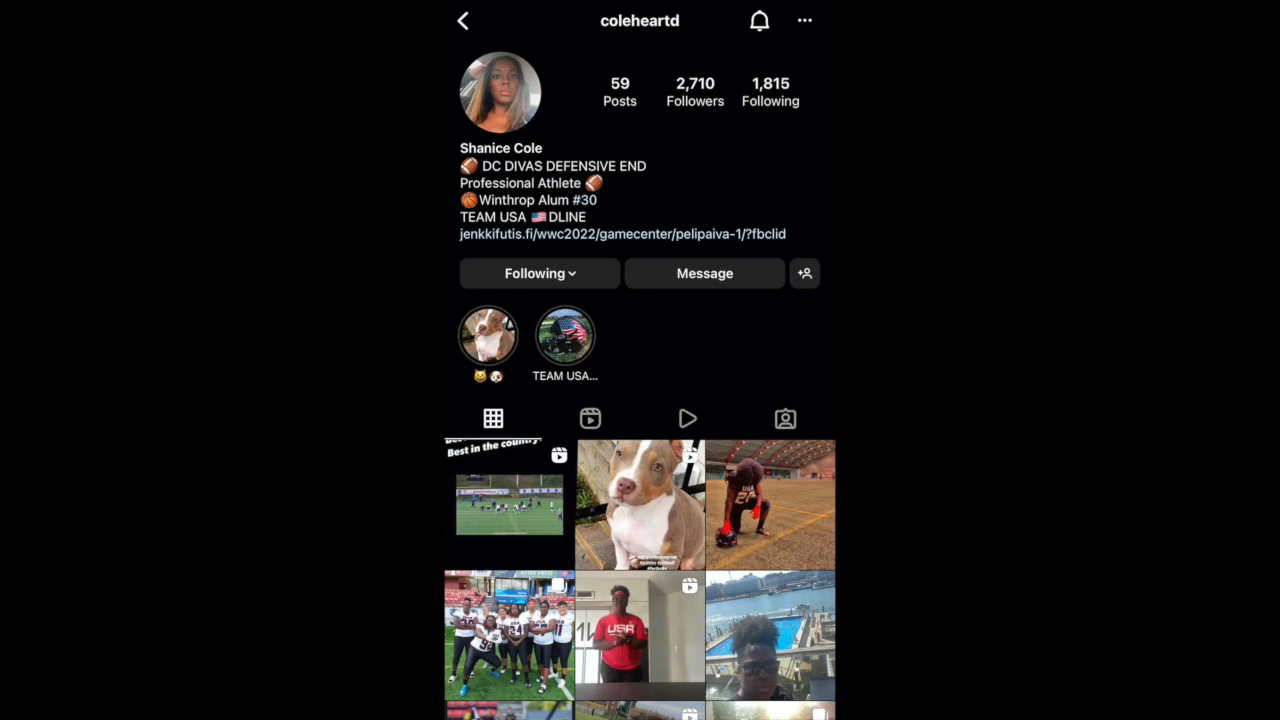 coleheartd
59
Posts
2,710
Followers
1,815
Following
Shanice Cole
🏈 DC DIVAS DEFENSIVE END
Professional Athlete 🏈
🏀Winthrop Alum #30
TEAM USA 🇺🇸DLINE
jenkkifutis.fi/wwc2022/gamecenter/pelipaiva-1/?fbclid
Following
Message
TEAM USA...
Best in the country
USA
USA
24